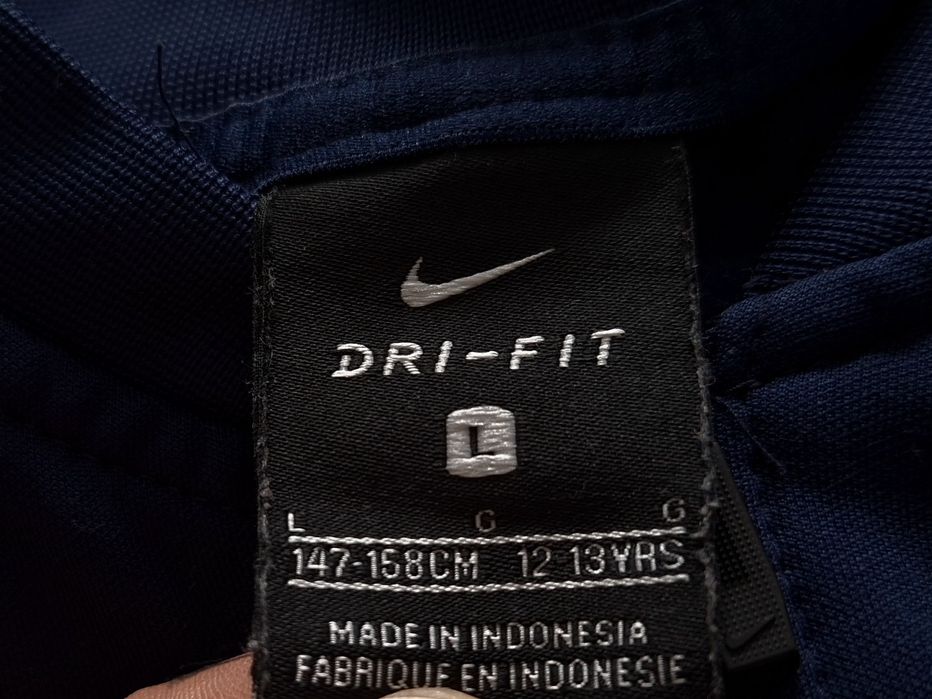 DRI-FIT
L
L G G
147-158CM 12 13YRS
MADE IN INDONESIA
FABRIQUE EN INDONESIE